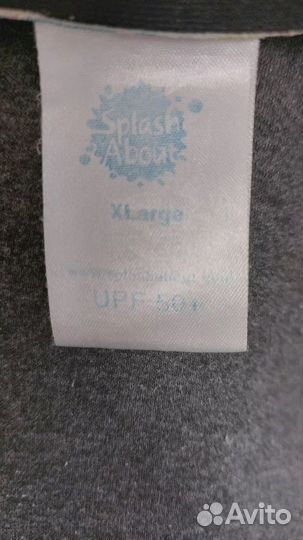 Splash
About
XLarge
UPF 50+
Avito